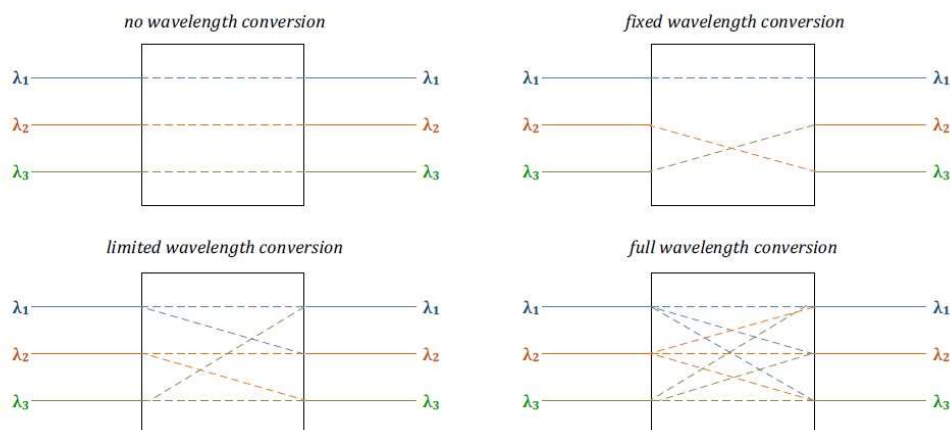 no wavelength conversion
fixed wavelength conversion
λ₁ λ₁ λ₁ λ₁
λ₂ λ₂ λ₂ λ₂
λ₃ λ₃ λ₃ λ₃
limited wavelength conversion
full wavelength conversion
λ₁ λ₁ λ₁ λ₁
λ₂ λ₂ λ₂ λ₂
λ₃ λ₃ λ₃ λ₃